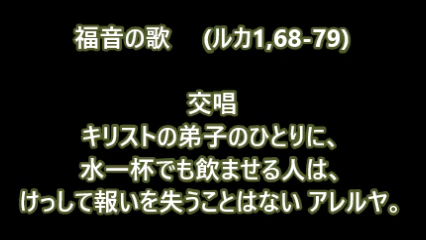 福音の歌　(ルカ1,68-79)
交唱
キリストの弟子のひとりに、
水一杯でも飲ませる人は、
けっして報いを失うことはない アレルヤ。